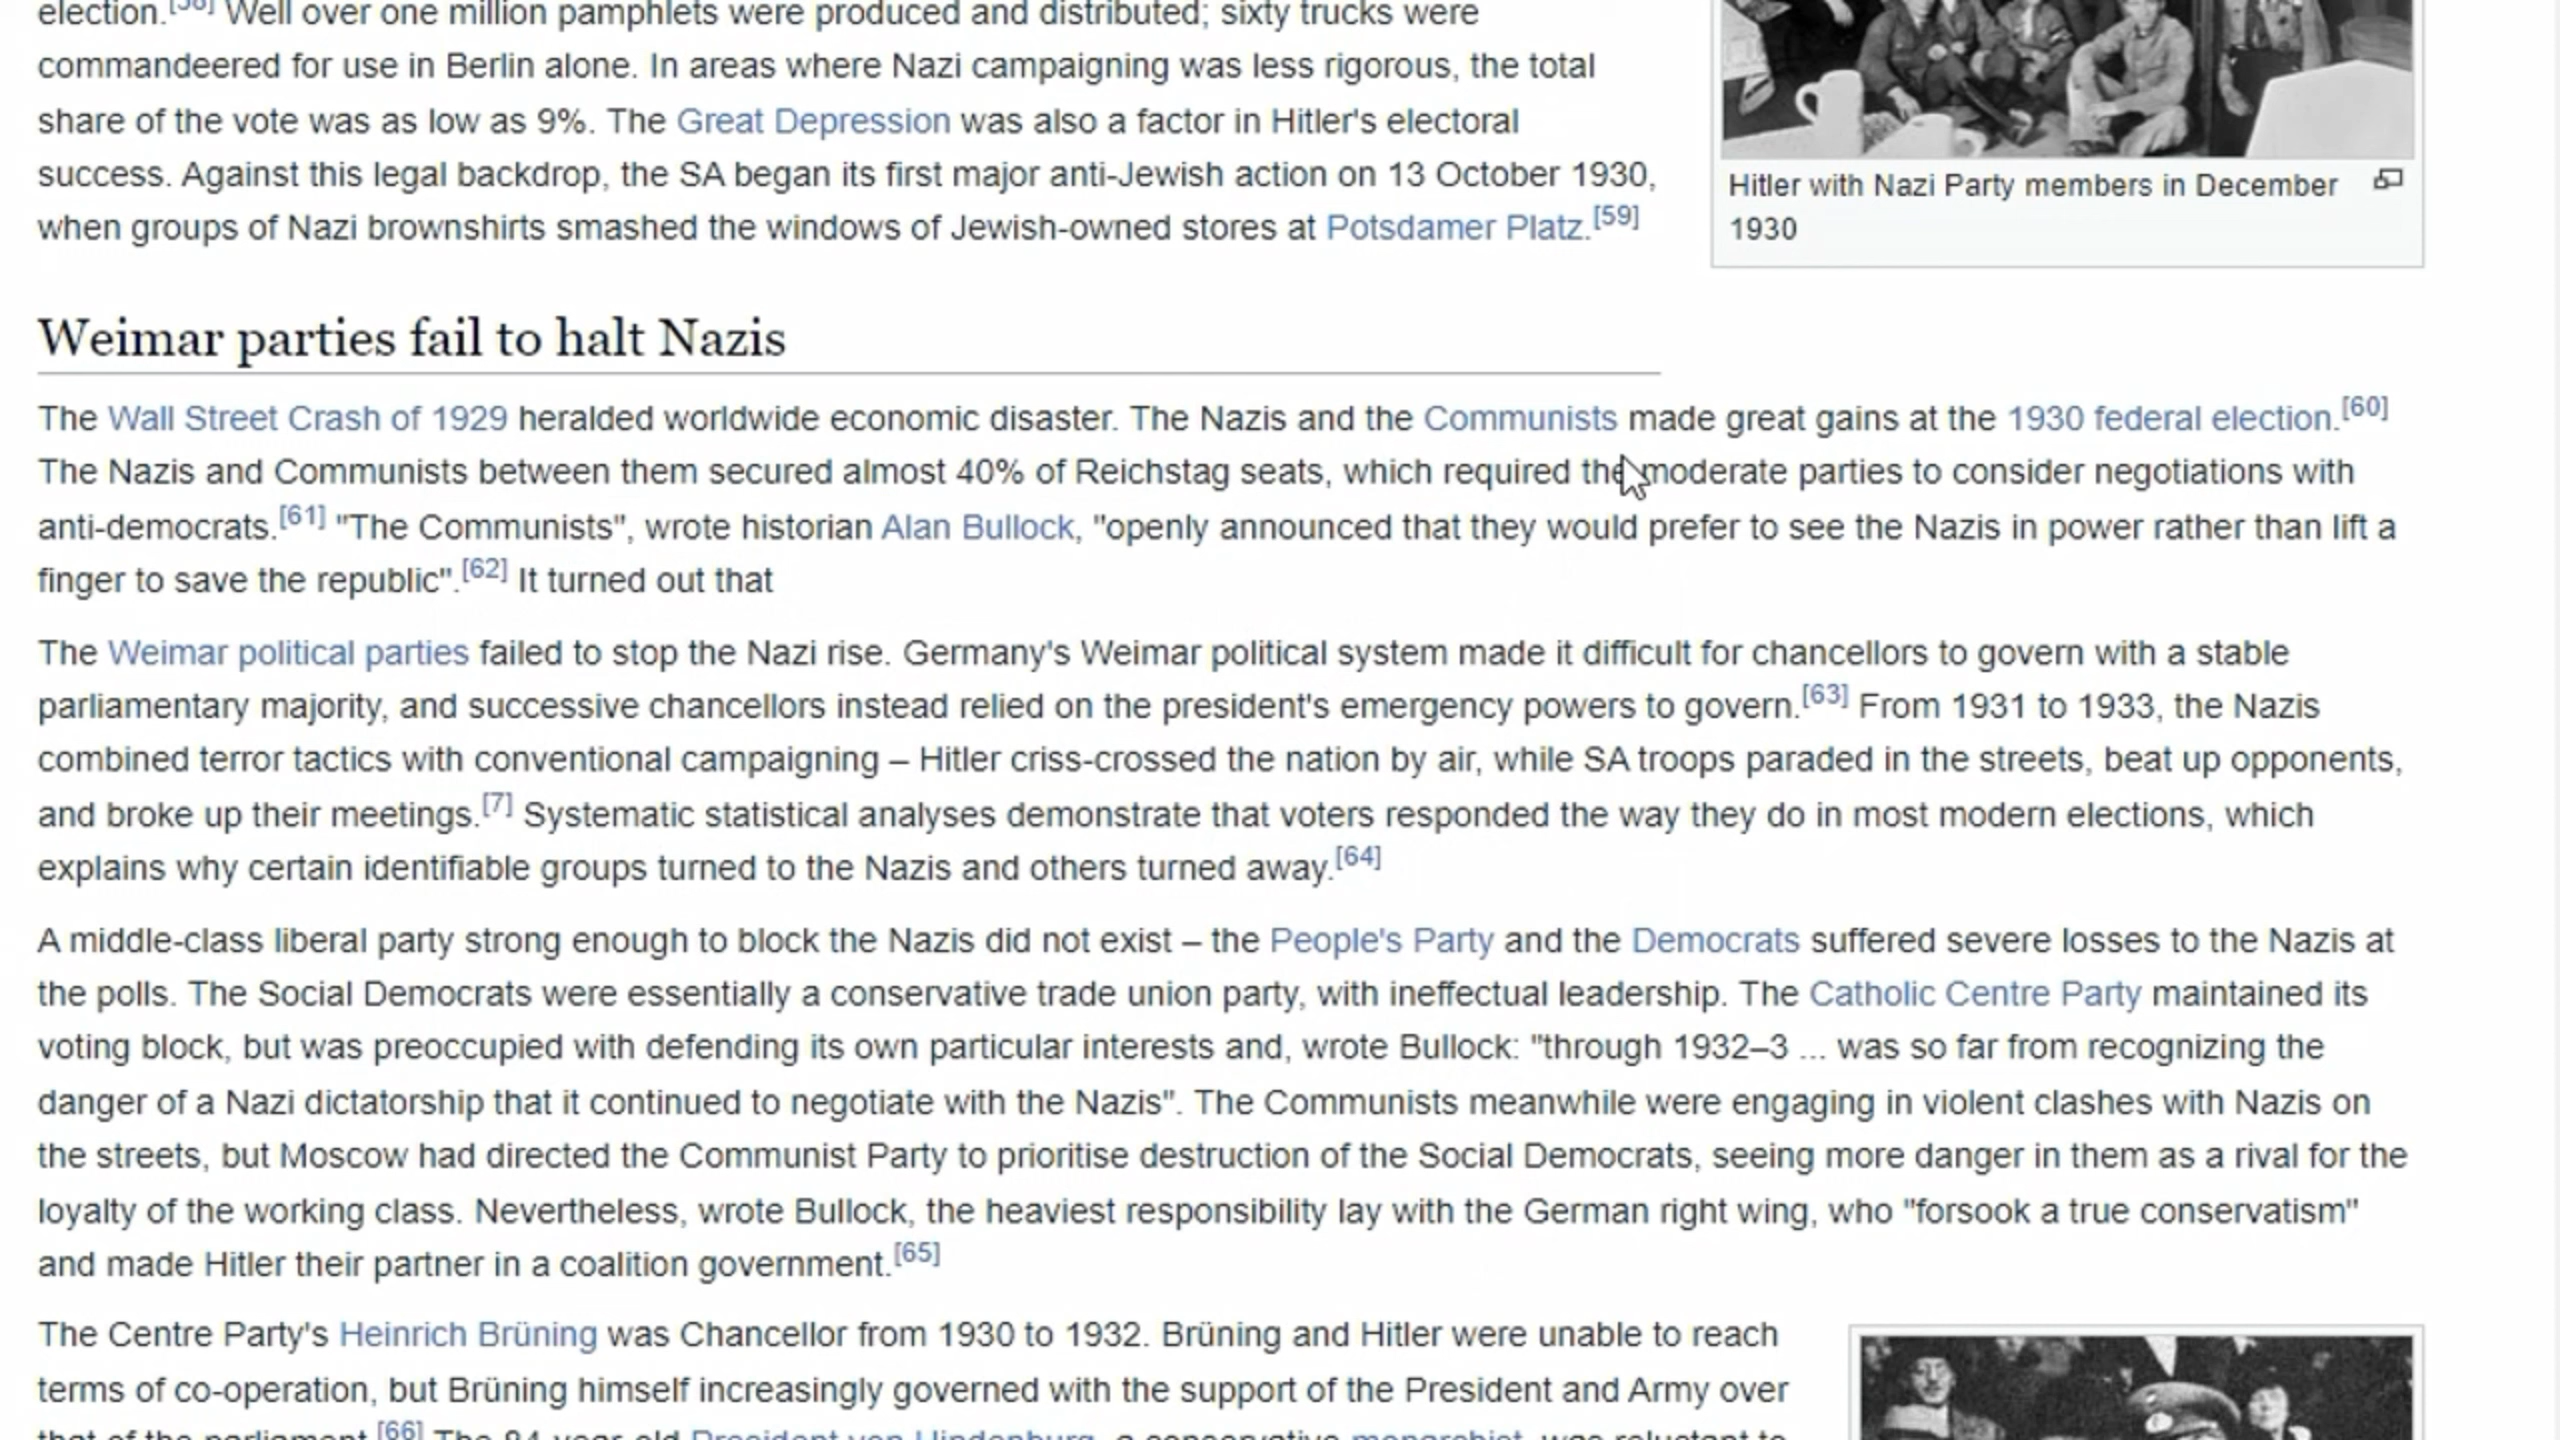 election.[58] Well over one million pamphlets were produced and distributed; sixty trucks were
commandeered for use in Berlin alone. In areas where Nazi campaigning was less rigorous, the total
share of the vote was as low as 9%. The Great Depression was also a factor in Hitler's electoral
success. Against this legal backdrop, the SA began its first major anti-Jewish action on 13 October 1930,
when groups of Nazi brownshirts smashed the windows of Jewish-owned stores at Potsdamer Platz.[59]
Hitler with Nazi Party members in December
1930
Weimar parties fail to halt Nazis
The Wall Street Crash of 1929 heralded worldwide economic disaster. The Nazis and the Communists made great gains at the 1930 federal election.[60]
The Nazis and Communists between them secured almost 40% of Reichstag seats, which required the moderate parties to consider negotiations with
anti-democrats.[61] "The Communists", wrote historian Alan Bullock, "openly announced that they would prefer to see the Nazis in power rather than lift a
finger to save the republic".[62] It turned out that
The Weimar political parties failed to stop the Nazi rise. Germany's Weimar political system made it difficult for chancellors to govern with a stable
parliamentary majority, and successive chancellors instead relied on the president's emergency powers to govern.[63] From 1931 to 1933, the Nazis
combined terror tactics with conventional campaigning – Hitler criss-crossed the nation by air, while SA troops paraded in the streets, beat up opponents,
and broke up their meetings.[7] Systematic statistical analyses demonstrate that voters responded the way they do in most modern elections, which
explains why certain identifiable groups turned to the Nazis and others turned away.[64]
A middle-class liberal party strong enough to block the Nazis did not exist – the People's Party and the Democrats suffered severe losses to the Nazis at
the polls. The Social Democrats were essentially a conservative trade union party, with ineffectual leadership. The Catholic Centre Party maintained its
voting block, but was preoccupied with defending its own particular interests and, wrote Bullock: "through 1932–3 ... was so far from recognizing the
danger of a Nazi dictatorship that it continued to negotiate with the Nazis". The Communists meanwhile were engaging in violent clashes with Nazis on
the streets, but Moscow had directed the Communist Party to prioritise destruction of the Social Democrats, seeing more danger in them as a rival for the
loyalty of the working class. Nevertheless, wrote Bullock, the heaviest responsibility lay with the German right wing, who "forsook a true conservatism"
and made Hitler their partner in a coalition government.[65]
The Centre Party's Heinrich Brüning was Chancellor from 1930 to 1932. Brüning and Hitler were unable to reach
terms of co-operation, but Brüning himself increasingly governed with the support of the President and Army over
that of the parliament.[66] The 84-year-old President von Hindenburg, a conservative monarchist, was reluctant to